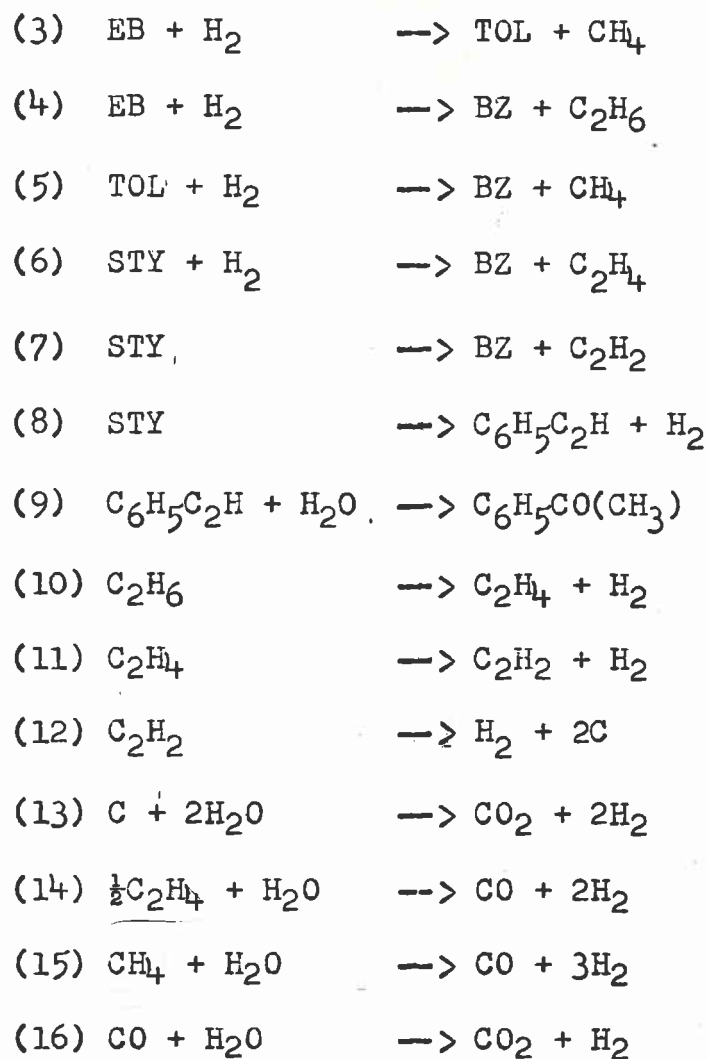 (3) EB + H₂ —> TOL + CH₄
(4) EB + H₂ —> BZ + C₂H₆
(5) TOL + H₂ —> BZ + CH₄
(6) STY + H₂ —> BZ + C₂H₄
(7) STY —> BZ + C₂H₂
(8) STY —> C₆H₅C₂H + H₂
(9) C₆H₅C₂H + H₂O —> C₆H₅CO(CH₃)
(10) C₂H₆ —> C₂H₄ + H₂
(11) C₂H₄ —> C₂H₂ + H₂
(12) C₂H₂ —> H₂ + 2C
(13) C + 2H₂O —> CO₂ + 2H₂
(14) ½C₂H₄ + H₂O —> CO + 2H₂
(15) CH₄ + H₂O —> CO + 3H₂
(16) CO + H₂O —> CO₂ + H₂